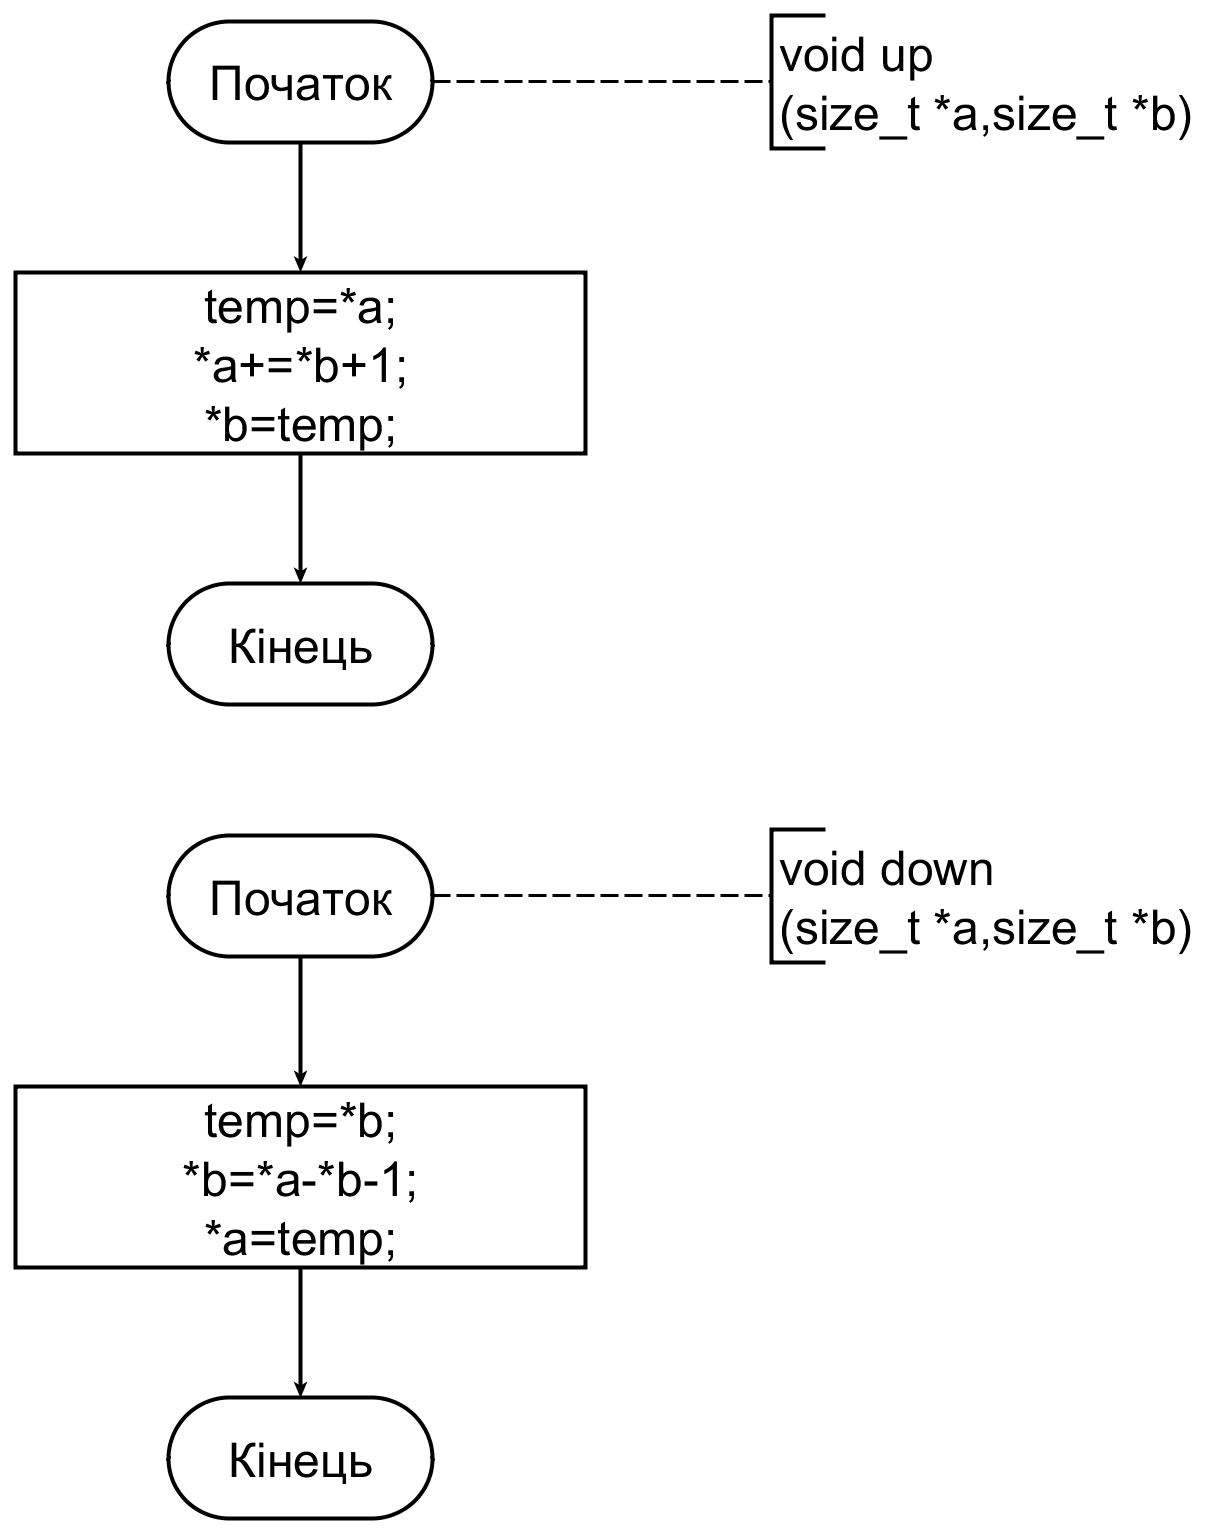 Початок
void up
(size_t *a,size_t *b)
temp=*a;
*a+=*b+1;
*b=temp;
Кінець
Початок
void down
(size_t *a,size_t *b)
temp=*b;
*b=*a-*b-1;
*a=temp;
Кінець